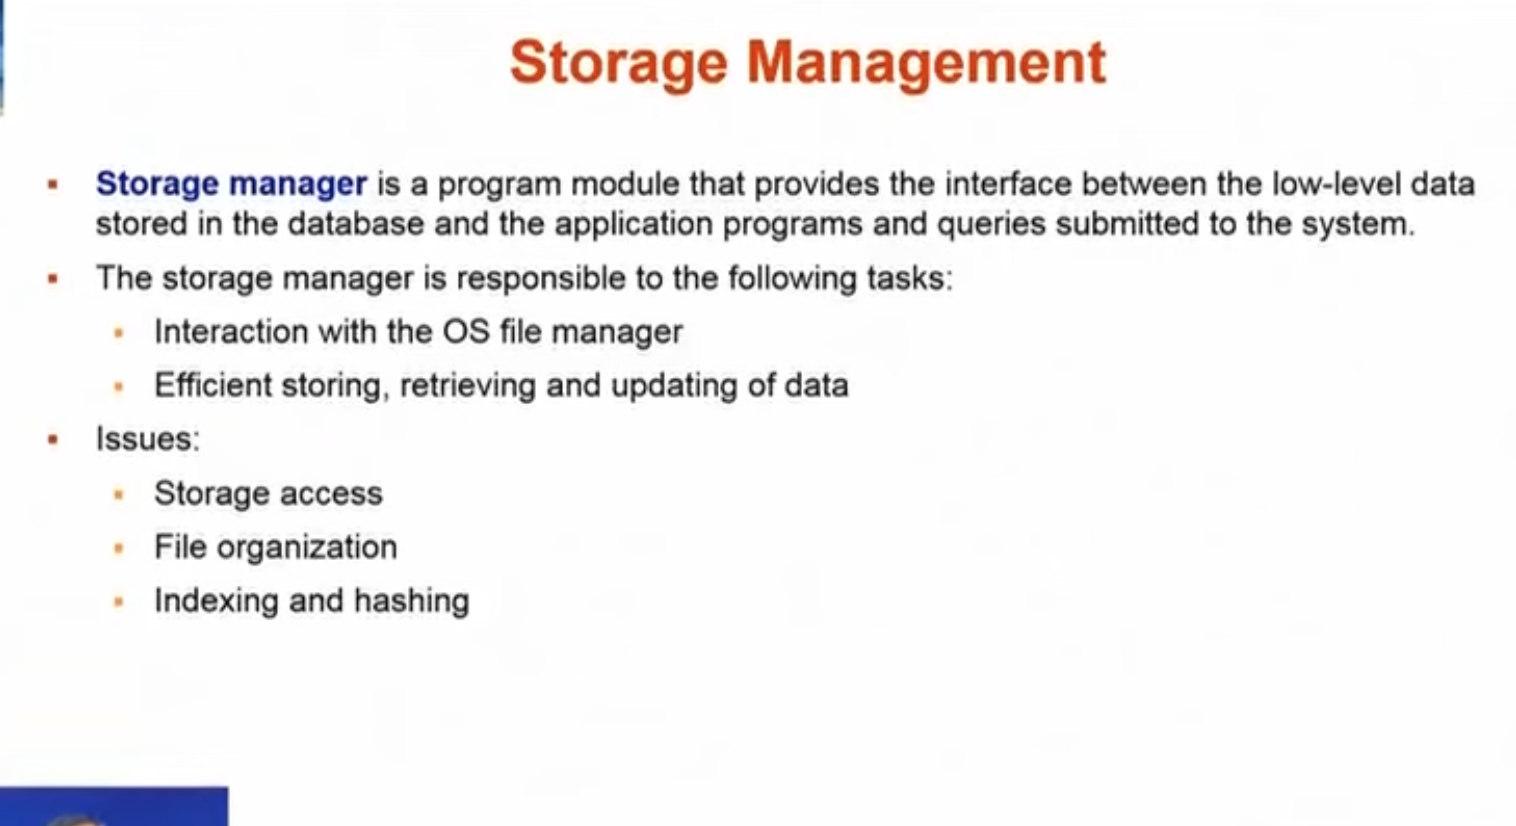 Storage Management
Storage manager is a program module that provides the interface between the low-level data
stored in the database and the application programs and queries submitted to the system.
The storage manager is responsible to the following tasks:
Interaction with the OS file manager
Efficient storing, retrieving and updating of data
Issues:
Storage access
File organization
Indexing and hashing